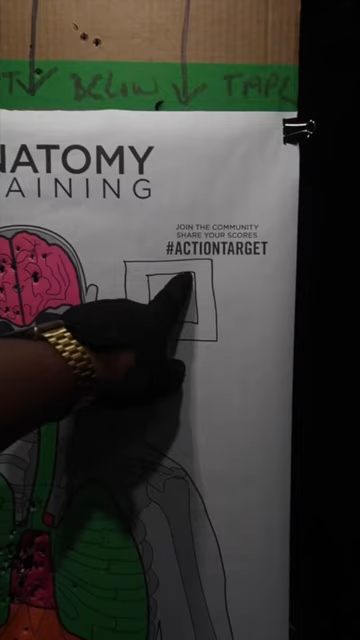 T BELOW TAPE
NATOMY
AINING
JOIN THE COMMUNITY
SHARE YOUR SCORES
#ACTIONTARGET